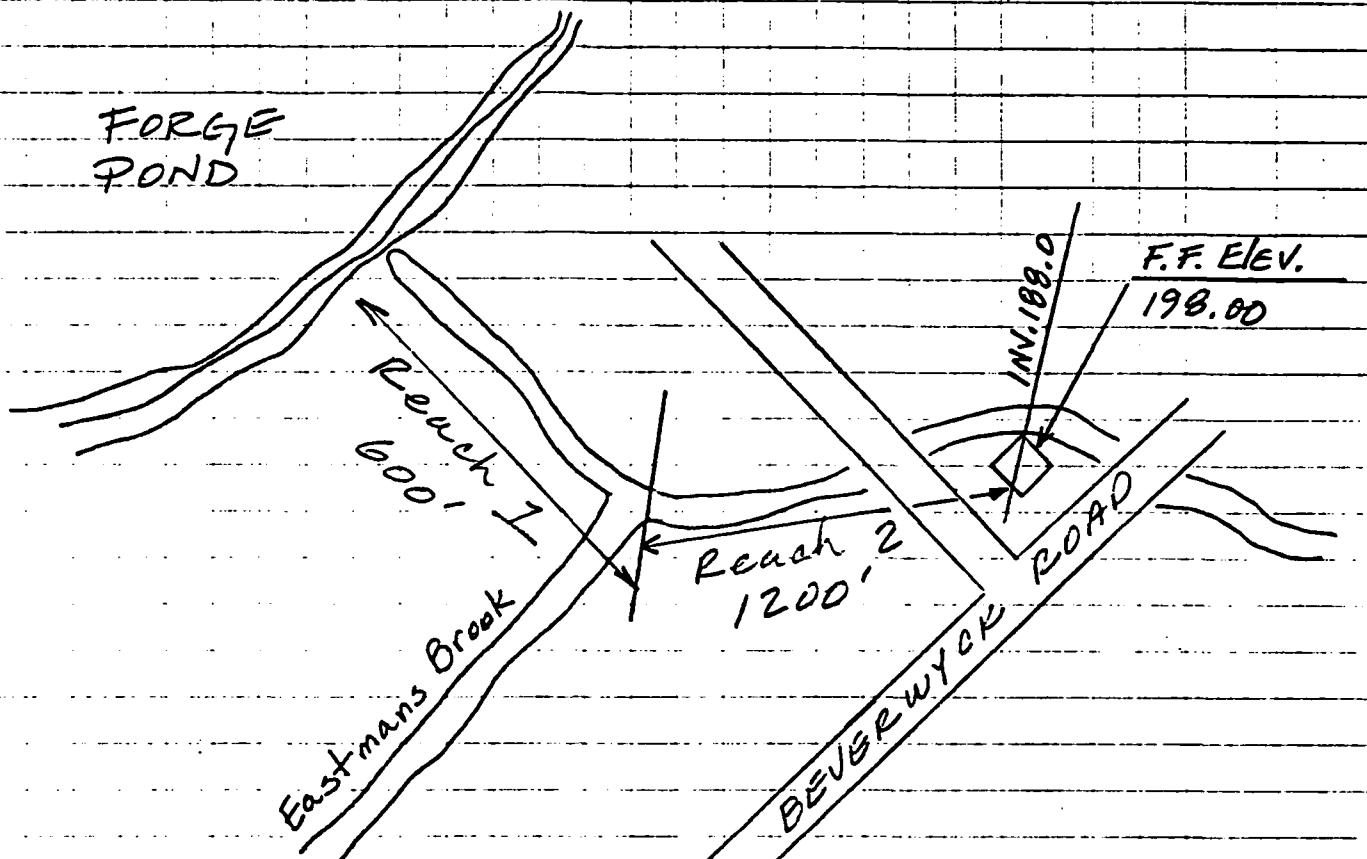 FORGE
POND
F.F. ElEV.
198.00
INV. 188.0
Reach 1
600'
Reach 2
1200'
Eastmans Brook
BEVERWYCK ROAD